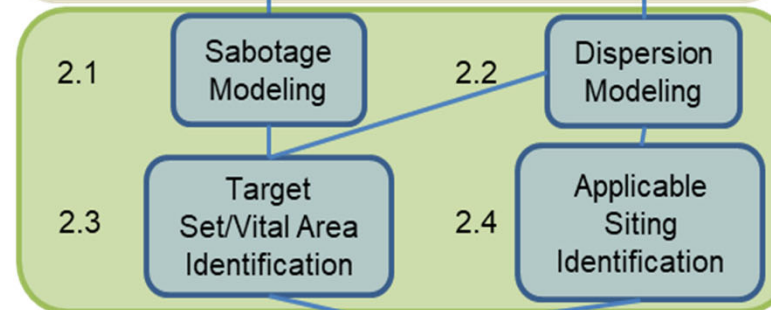 2.1
Sabotage
Modeling
2.2
Dispersion
Modeling
2.3
Target
Set/Vital Area
Identification
2.4
Applicable
Siting
Identification